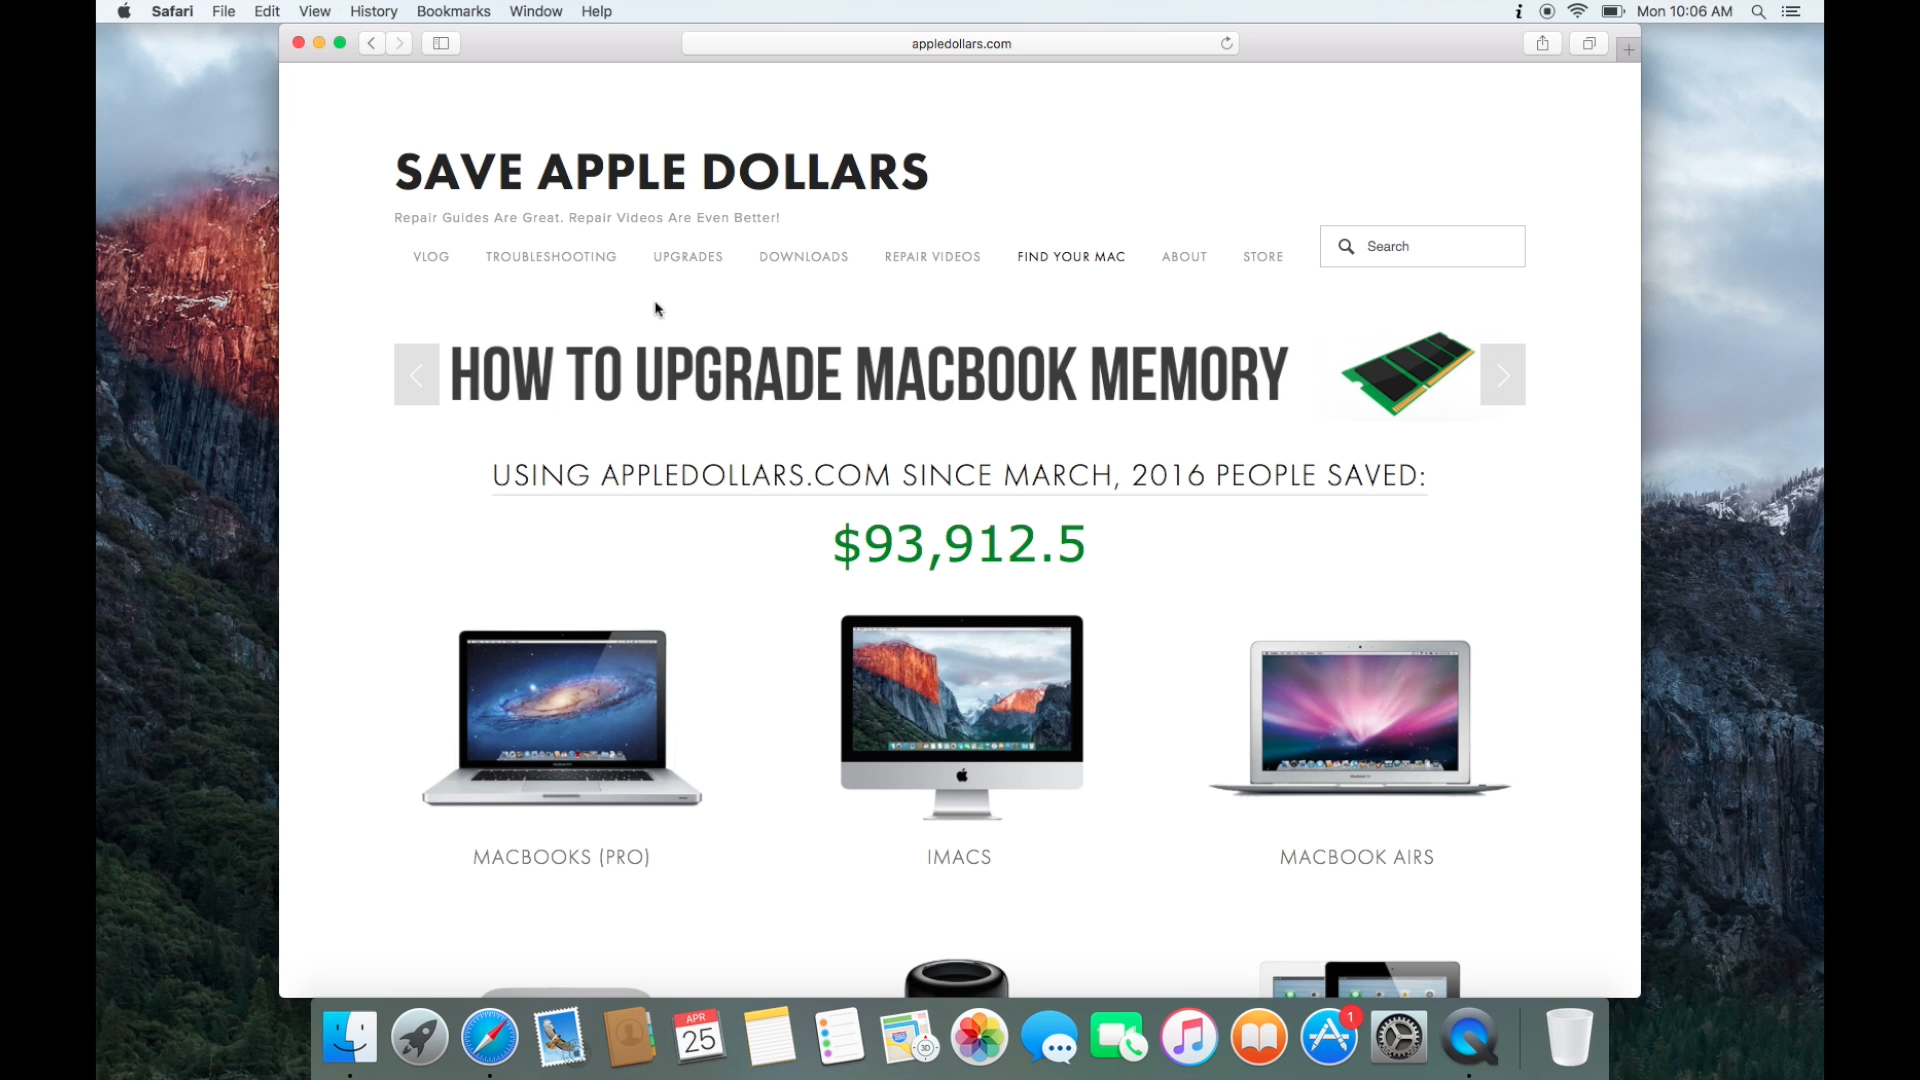 Safari File Edit View History Bookmarks Window Help
Mon 10:06 AM
appledollars.com
SAVE APPLE DOLLARS
Repair Guides Are Great. Repair Videos Are Even Better!
VLOG TROUBLESHOOTING UPGRADES DOWNLOADS REPAIR VIDEOS FIND YOUR MAC ABOUT STORE
Search
HOW TO UPGRADE MACBOOK MEMORY
USING APPLEDOLLARS.COM SINCE MARCH, 2016 PEOPLE SAVED:
$93,912.5
MACBOOKS (PRO) IMACS MACBOOK AIRS
APR
25
3D
1